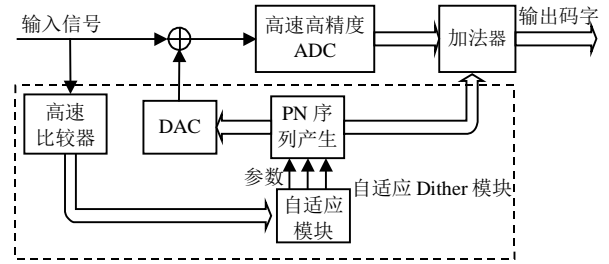 输入信号
高速高精度
ADC
加法器
输出码字
高速
比较器
DAC
PN 序
列产生
参数
自适应 Dither 模块
自适应
模块